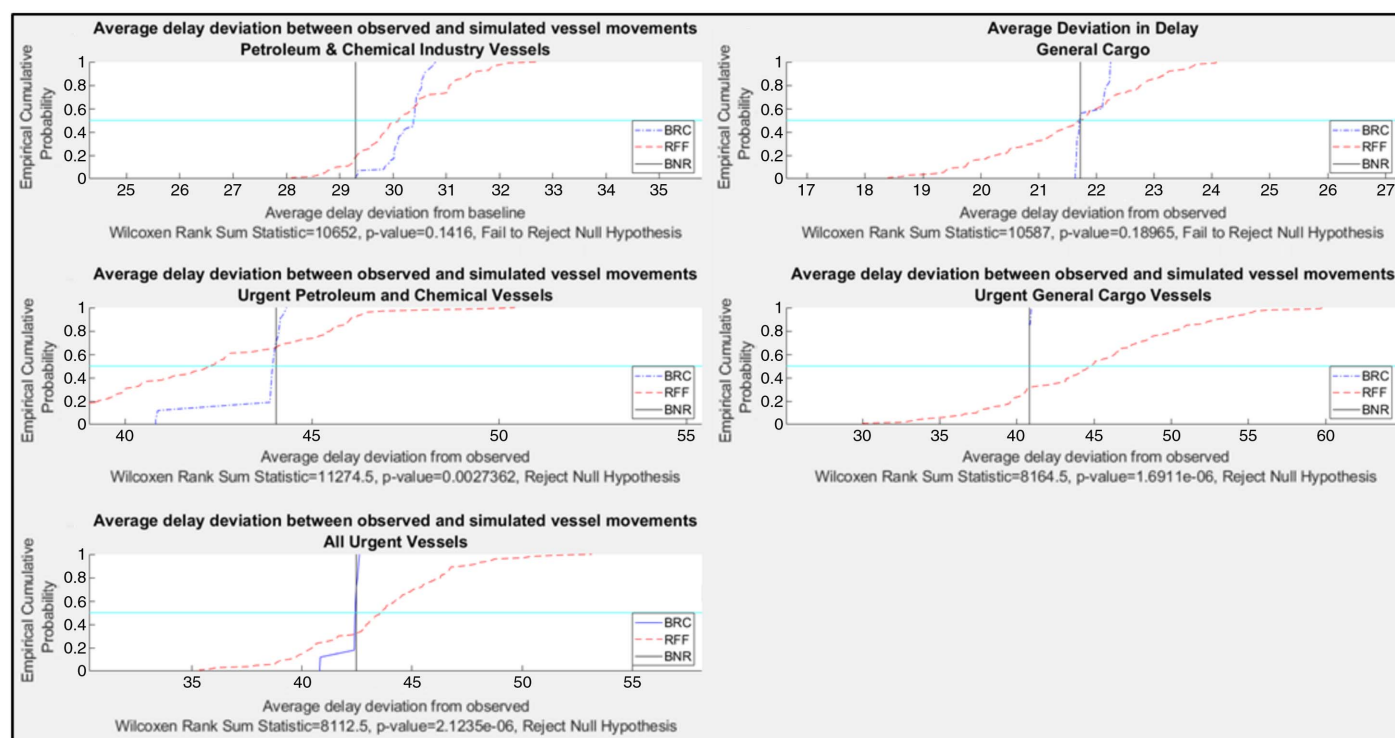 Average delay deviation between observed and simulated vessel movements
Petroleum & Chemical Industry Vessels
Empirical Cumulative
Probability
1
0.8
0.6
0.4
0.2
0
25 26 27 28 29 30 31 32 33 34 35
BRC
RFF
BNR
Average delay deviation from baseline
Wilcoxen Rank Sum Statistic=10652, p-value=0.1416, Fail to Reject Null Hypothesis
Average Deviation in Delay
General Cargo
Empirical Cumulative
Probability
1
0.8
0.6
0.4
0.2
0
17 18 19 20 21 22 23 24 25 26 27
BRC
RFF
BNR
Average delay deviation from observed
Wilcoxen Rank Sum Statistic=10587, p-value=0.18965, Fail to Reject Null Hypothesis
Average delay deviation between observed and simulated vessel movements
Urgent Petroleum and Chemical Vessels
Empirical Cumulative
Probability
1
0.8
0.6
0.4
0.2
0
40 45 50 55
BRC
RFF
BNR
Average delay deviation from observed
Wilcoxen Rank Sum Statistic=11274.5, p-value=0.0027362, Reject Null Hypothesis
Average delay deviation between observed and simulated vessel movements
Urgent General Cargo Vessels
Empirical Cumulative
Probability
1
0.8
0.6
0.4
0.2
0
30 35 40 45 50 55 60
BRC
RFF
BNR
Average delay deviation from observed
Wilcoxen Rank Sum Statistic=8164.5, p-value=1.6911e-06, Reject Null Hypothesis
Average delay deviation between observed and simulated vessel movements
All Urgent Vessels
Empirical Cumulative
Probability
1
0.8
0.6
0.4
0.2
0
35 40 45 50 55
BRC
RFF
BNR
Average delay deviation from observed
Wilcoxen Rank Sum Statistic=8112.5, p-value=2.1235e-06, Reject Null Hypothesis